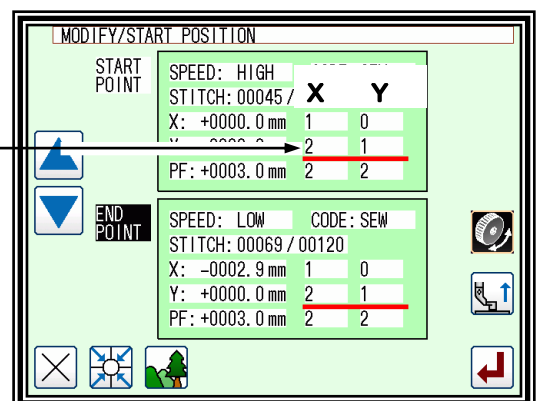 MODIFY/START POSITION
START
POINT
SPEED: HIGH
STITCH: 00045 / X Y
X: +0000.0 mm 1 0
2 1
PF: +0003.0 mm 2 2
END
POINT
SPEED: LOW CODE: SEW
STITCH: 00069 / 00120
X: -0002.9 mm 1 0
Y: +0000.0 mm 2 1
PF: +0003.0 mm 2 2